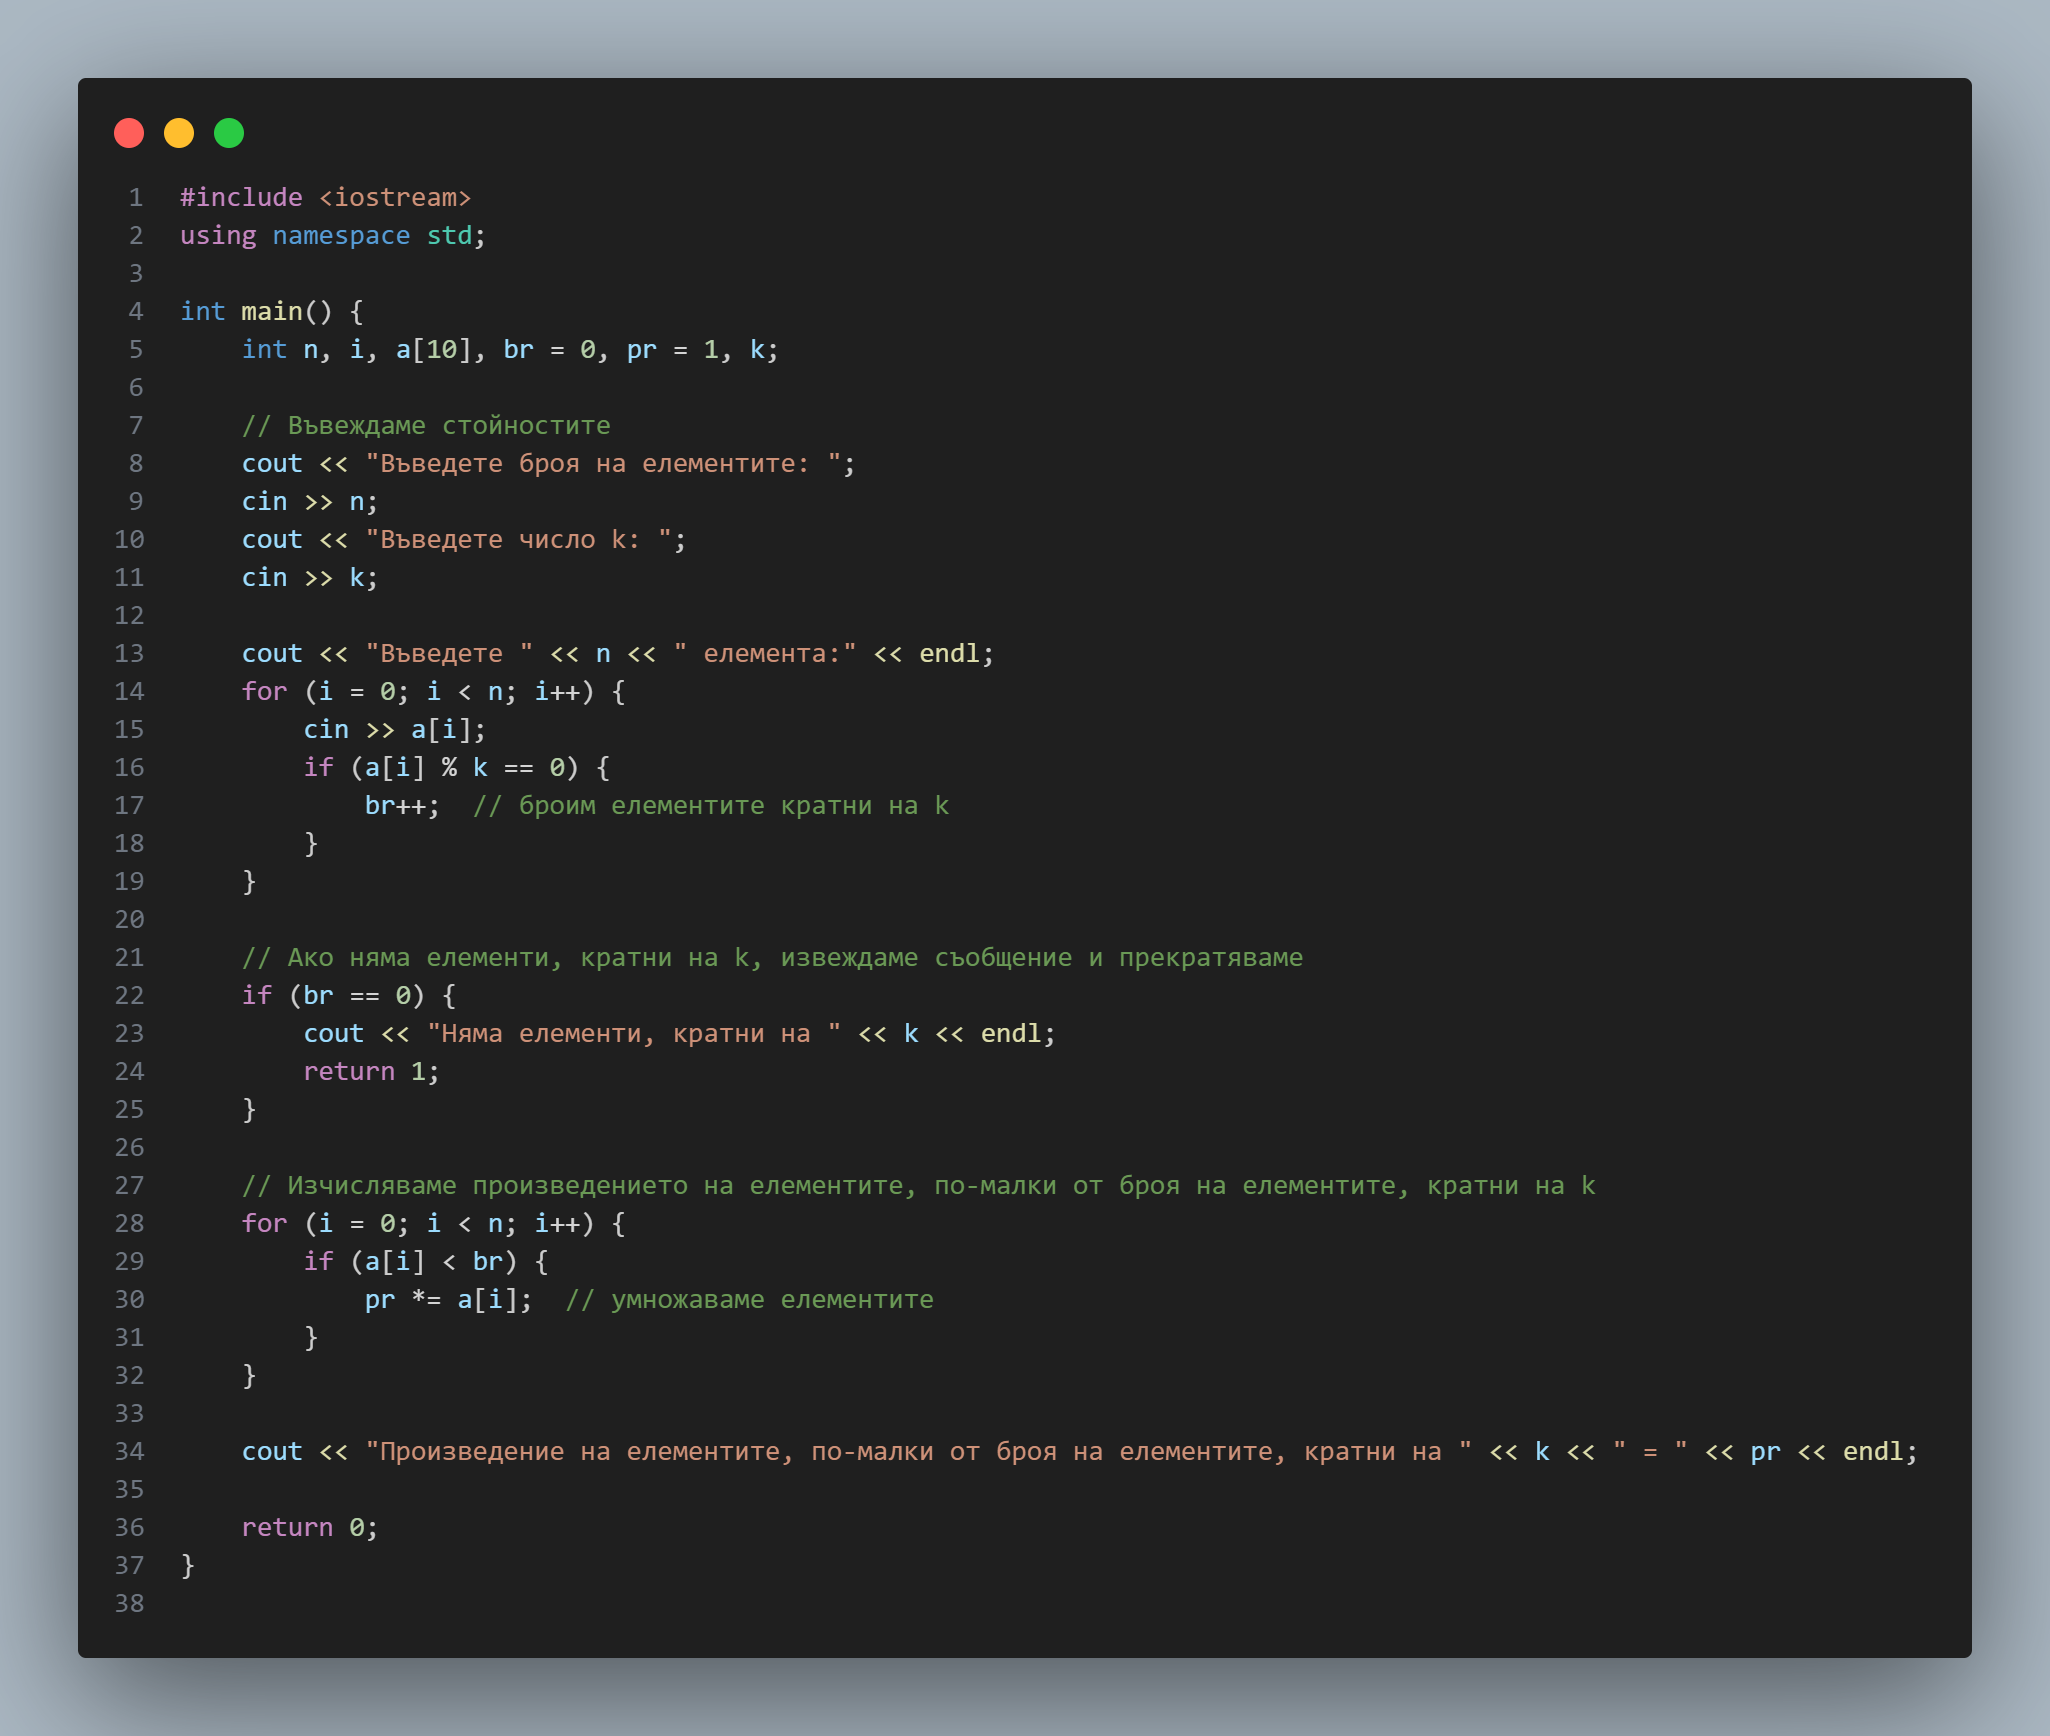 1 #include <iostream>
2 using namespace std;
3
4 int main() {
5     int n, i, a[10], br = 0, pr = 1, k;
6
7     // Въвеждаме стойностите
8     cout << "Въведете броя на елементите: ";
9     cin >> n;
10     cout << "Въведете число k: ";
11     cin >> k;
12
13     cout << "Въведете " << n << " елемента:" << endl;
14     for (i = 0; i < n; i++) {
15         cin >> a[i];
16         if (a[i] % k == 0) {
17             br++;  // броим елементите кратни на k
18         }
19     }
20
21     // Ако няма елементи, кратни на k, извеждаме съобщение и прекратяваме
22     if (br == 0) {
23         cout << "Няма елементи, кратни на " << k << endl;
24         return 1;
25     }
26
27     // Изчисляваме произведението на елементите, по-малки от броя на елементите, кратни на k
28     for (i = 0; i < n; i++) {
29         if (a[i] < br) {
30             pr *= a[i];  // умножаваме елементите
31         }
32     }
33
34     cout << "Произведение на елементите, по-малки от броя на елементите, кратни на " << k << " = " << pr << endl;
35
36     return 0;
37 }
38